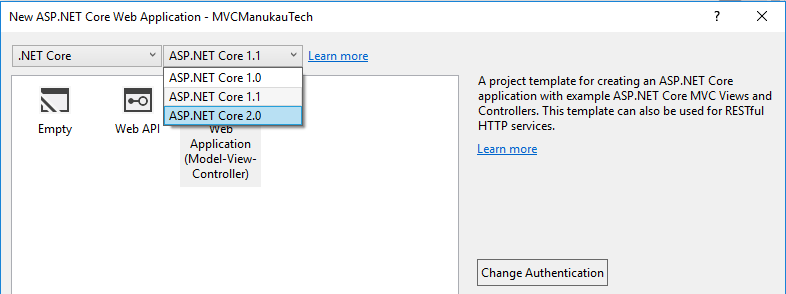 New ASP.NET Core Web Application - MVCManukauTech
.NET Core
ASP.NET Core 1.1
Learn more
ASP.NET Core 1.0
ASP.NET Core 1.1
ASP.NET Core 2.0
Empty
Web API
Web
Application
(Model-View-
Controller)
A project template for creating an ASP.NET Core
application with example ASP.NET Core MVC Views and
Controllers. This template can also be used for RESTful
HTTP services.
Learn more
Change Authentication